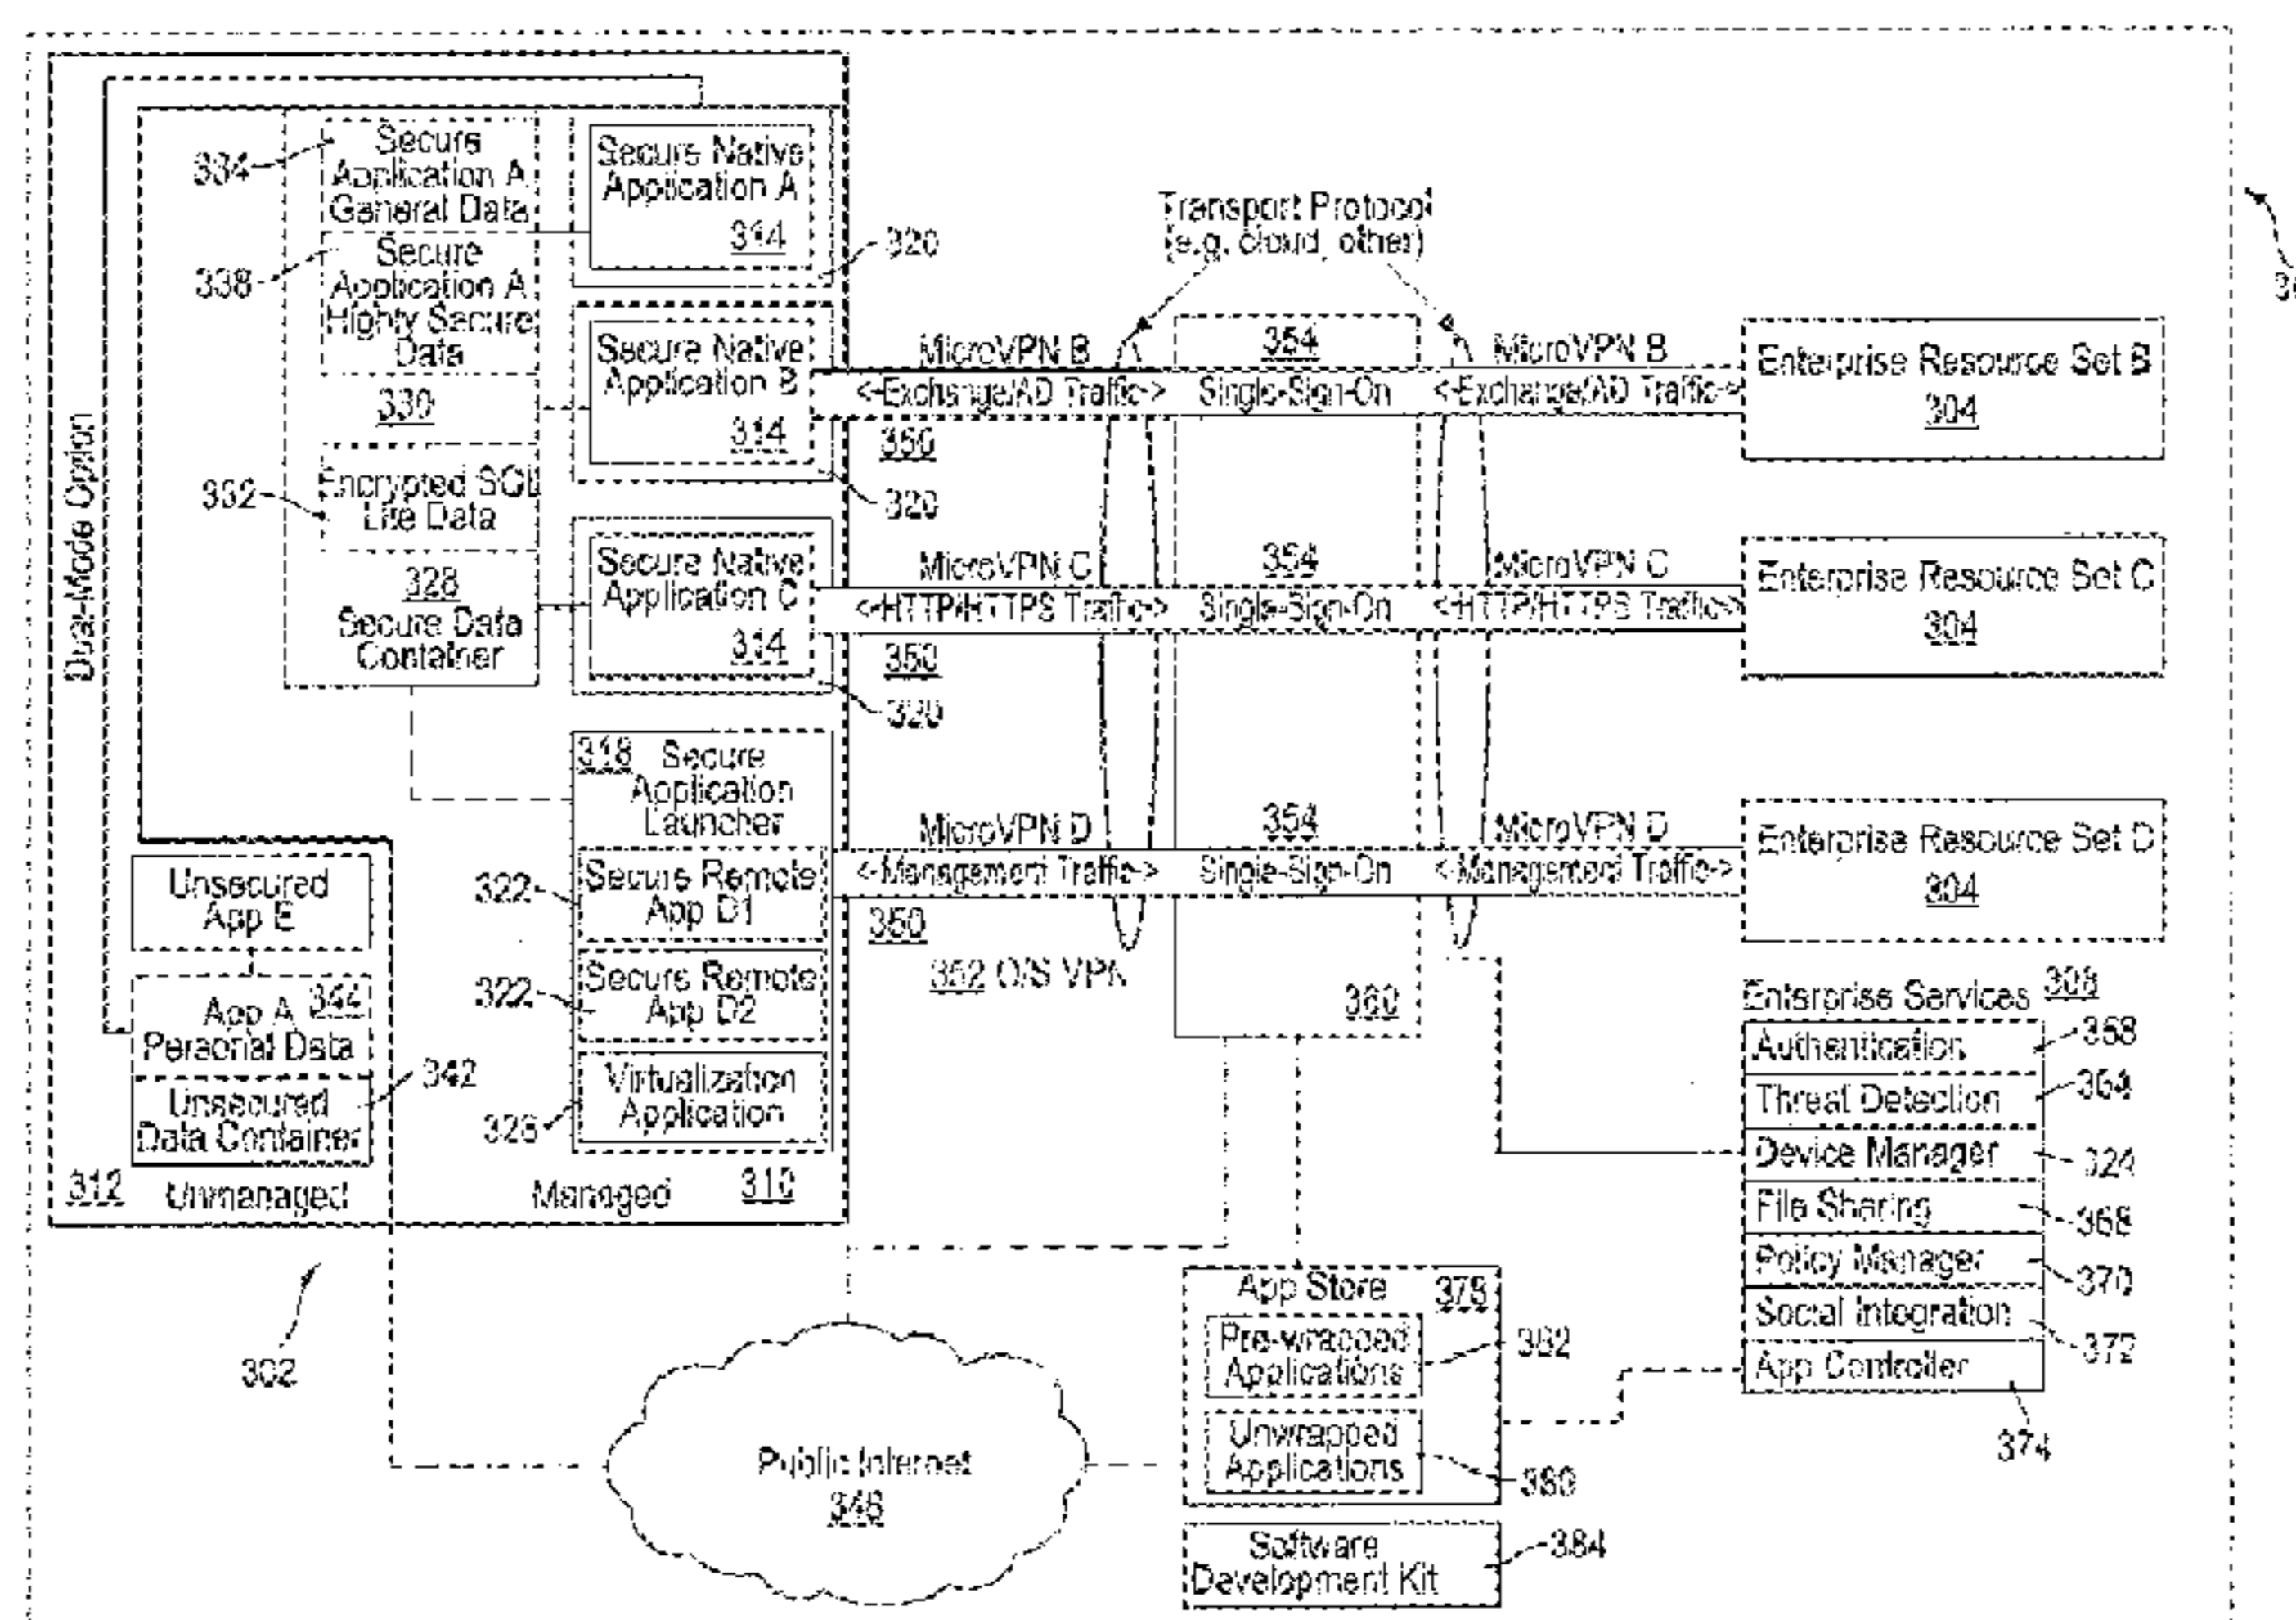 Dual-Mode Option
334
Secure
Application A
General Data
338
Secure
Application A
Highly Secure
Data
330
352
Encrypted SQL
Lite Data
328
Secure Data
Container
Secure Native
Application A
314
320
Secure Native
Application B
314
320
Secure Native
Application C
314
320
318 Secure
Application
Launcher
322
Secure Remote
App D1
322
Secure Remote
App D2
Virtualization
Application
326
Unsecured
App E
App A 344
Personal Data
342
Unsecured
Data Container
312 Unmanaged
Managed 310
302
Transport Protocol
(e.g. cloud, other)
MicroVPN B
354
MicroVPN B
<-Exchange/AD Traffic->
Single-Sign-On
<-Exchange/AD Traffic->
350
Enterprise Resource Set B
304
MicroVPN C
354
MicroVPN C
<-HTTP/HTTPS Traffic->
Single-Sign-On
<-HTTP/HTTPS Traffic->
350
Enterprise Resource Set C
304
MicroVPN D
354
MicroVPN D
<-Management Traffic->
Single-Sign-On
<-Management Traffic->
350
Enterprise Resource Set D
304
352 O/S VPN
360
Enterprise Services 308
Authentication
358
Threat Detection
364
Device Manager
324
File Sharing
368
Policy Manager
370
Social Integration
372
App Controller
374
App Store 378
Pre-wrapped
Applications
382
Unwrapped
Applications
380
Public Internet
348
Software
Development Kit
384